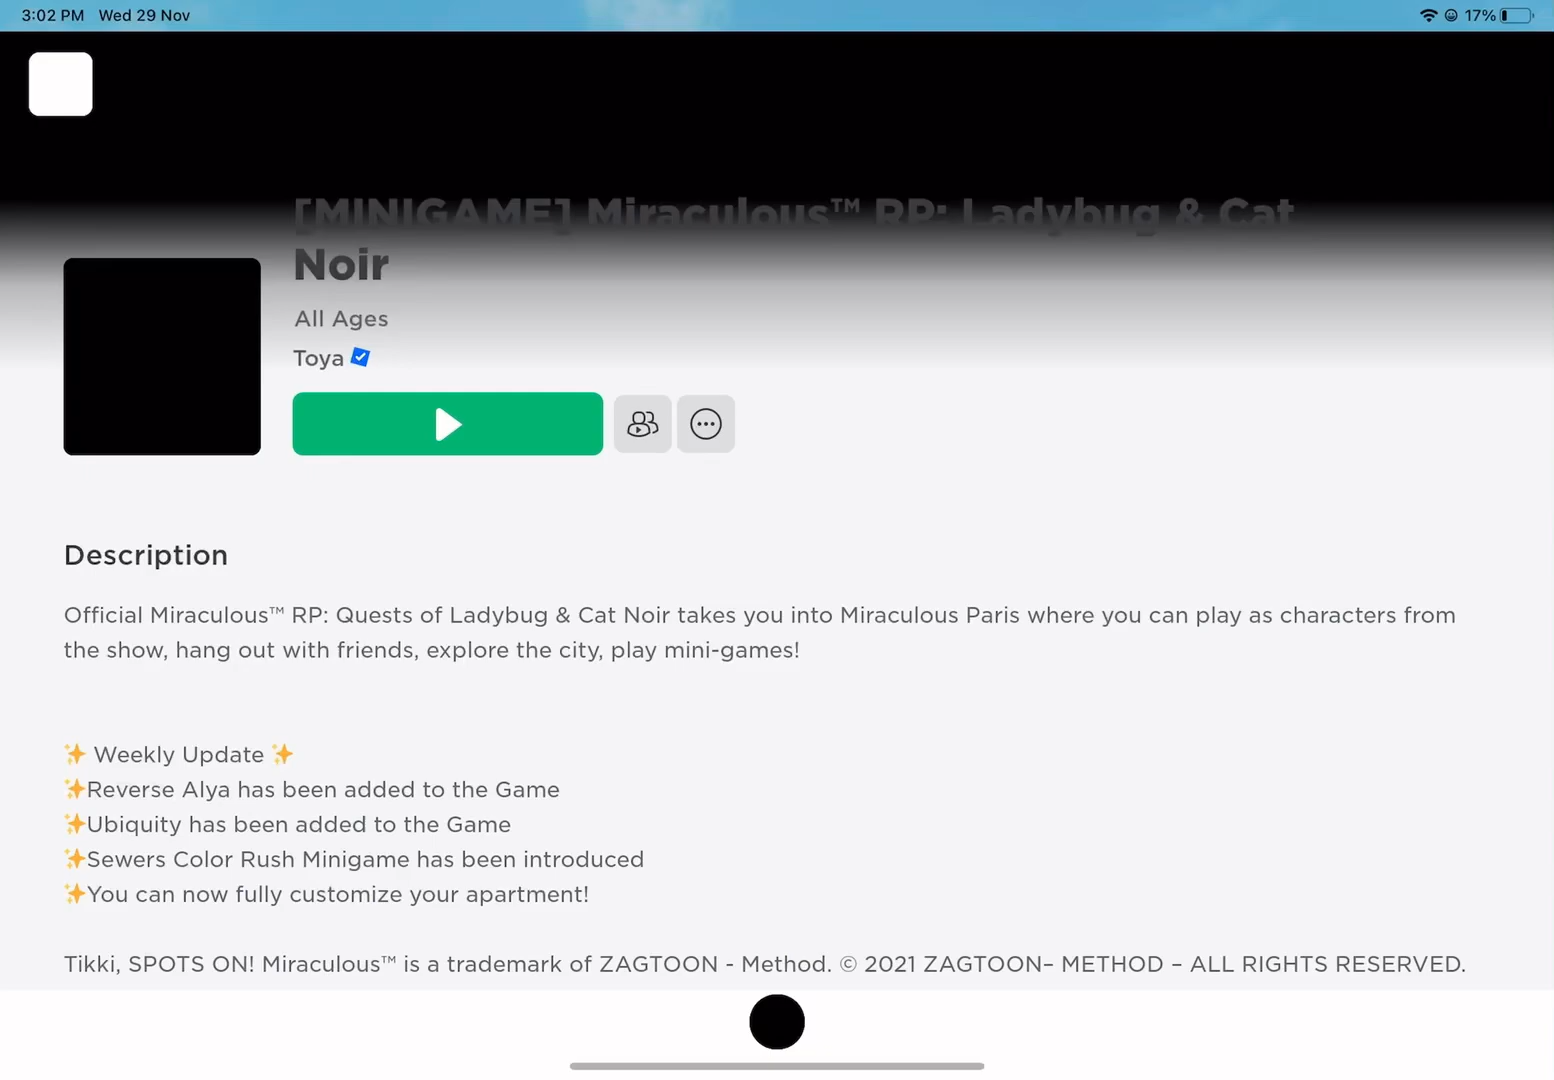 3:02 PM Wed 29 Nov
17%
[MINIGAME] Miraculous™ RP: Ladybug & Cat
Noir
All Ages
Toya
Description
Official Miraculous™ RP: Quests of Ladybug & Cat Noir takes you into Miraculous Paris where you can play as characters from
the show, hang out with friends, explore the city, play mini-games!
✨ Weekly Update ✨
✨Reverse Alya has been added to the Game
✨Ubiquity has been added to the Game
✨Sewers Color Rush Minigame has been introduced
✨You can now fully customize your apartment!
Tikki, SPOTS ON! Miraculous™ is a trademark of ZAGTOON - Method. © 2021 ZAGTOON– METHOD – ALL RIGHTS RESERVED.